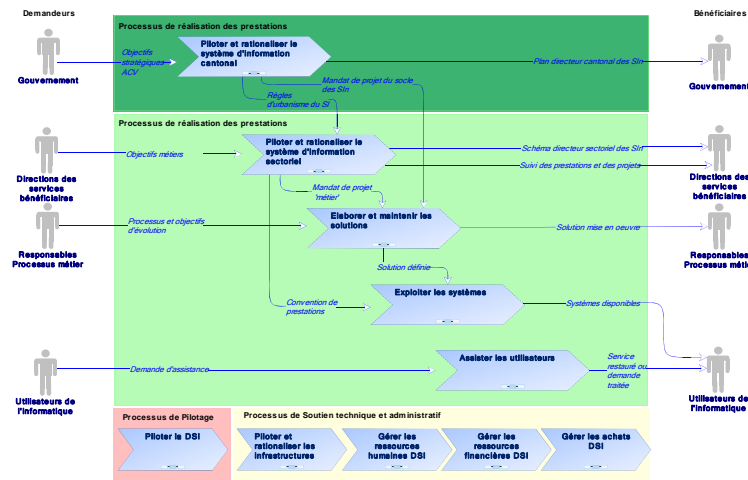 Demandeurs
Bénéficiaires
Processus de réalisation des prestations
Piloter et rationaliser le
système d'information
cantonal
Objectifs
stratégiques
ACV
Plan directeur cantonal des SIn
Gouvernement
Gouvernement
Mandat de projet du socle
des SIn
Règles
d'urbanisme du SI
Processus de réalisation des prestations
Piloter et rationaliser le
système d'information
sectoriel
Objectifs métiers
Schéma directeur sectoriel des SIn
Suivi des prestations et des projets
Directions des
services
bénéficiaires
Directions des
services
bénéficiaires
Mandat de projet
'métier'
Elaborer et maintenir les
solutions
Processus et objectifs
d'évolution
Solution mise en oeuvre
Responsables
Processus métier
Responsables
Processus méti
Solution définie
Exploiter les systèmes
Convention de
prestations
Systèmes disponibles
Assister les utilisateurs
Demande d'assistance
Service
restauré ou
demande
traitée
Utilisateurs de
l'informatique
Utilisateurs de
l'informatique
Processus de Pilotage
Piloter la DSI
Processus de Soutien technique et administratif
Piloter et
rationaliser les
infrastructures
Gérer les
ressources
humaines DSI
Gérer les
ressources
financières DSI
Gérer les achats
DSI